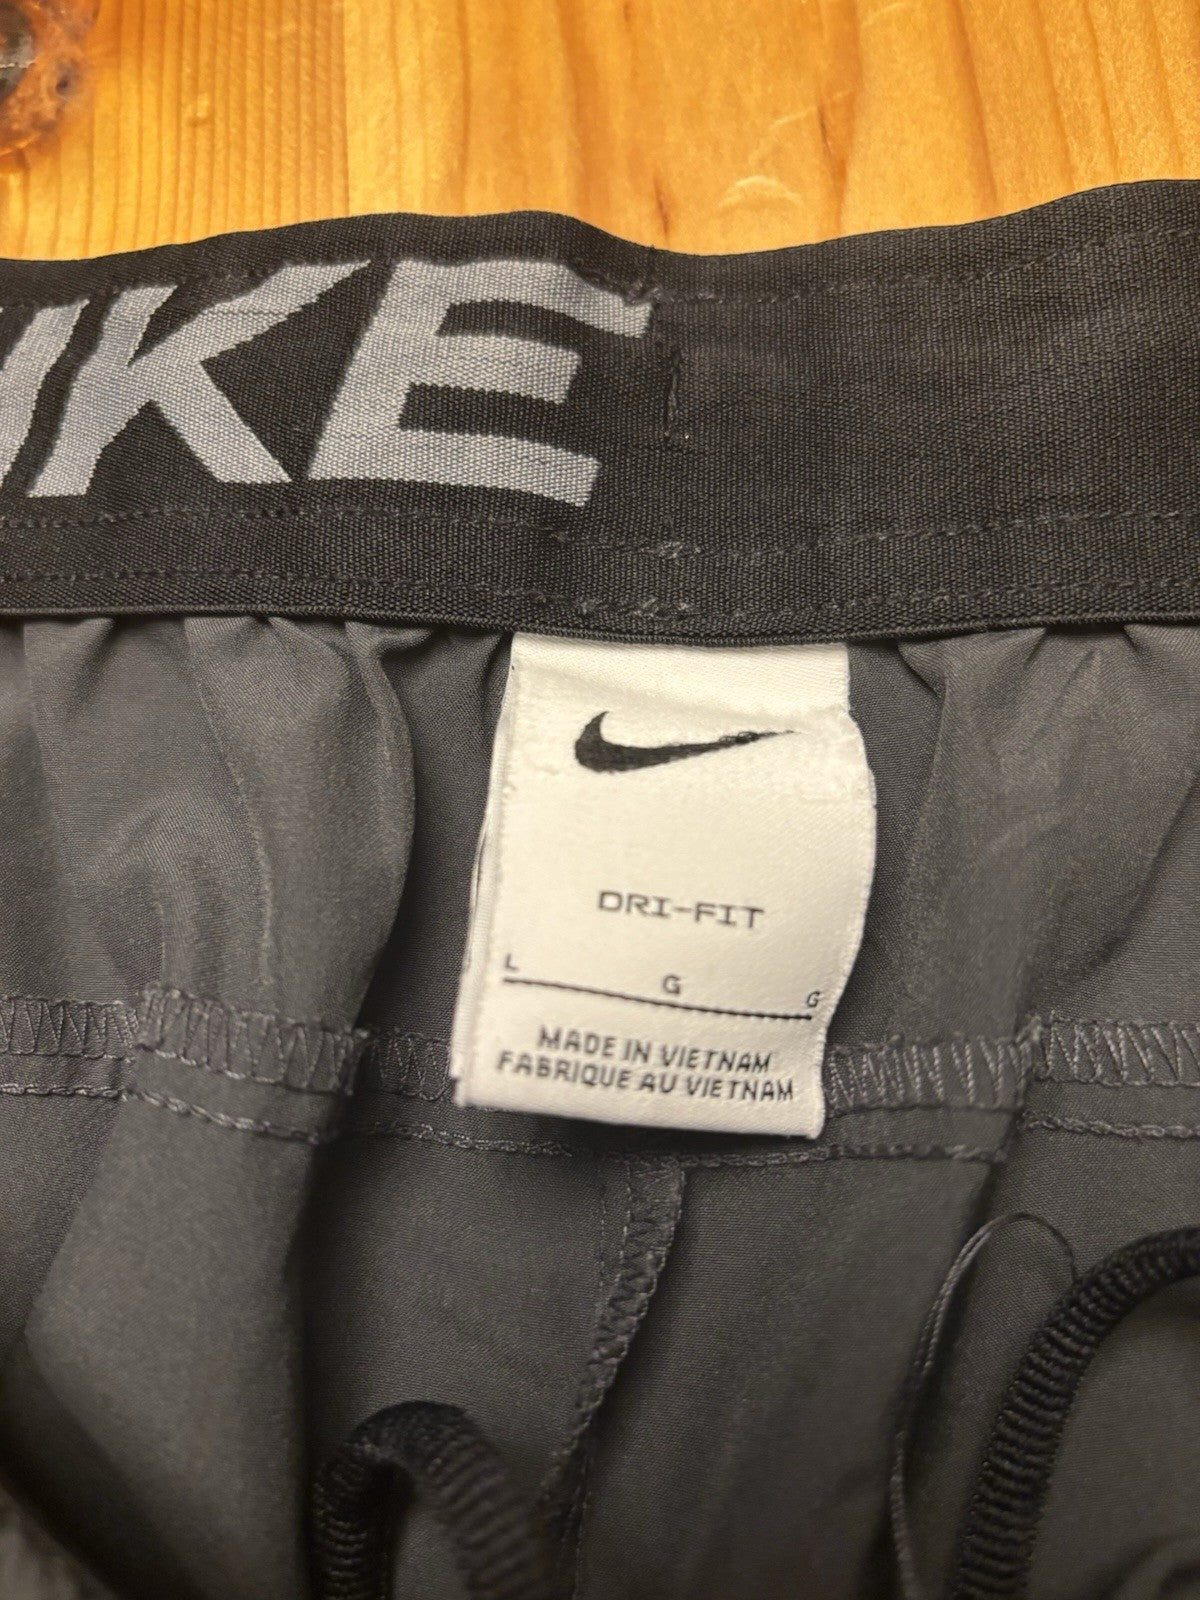 IKE
DRI-FIT
L G G
MADE IN VIETNAM
FABRIQUE AU VIETNAM